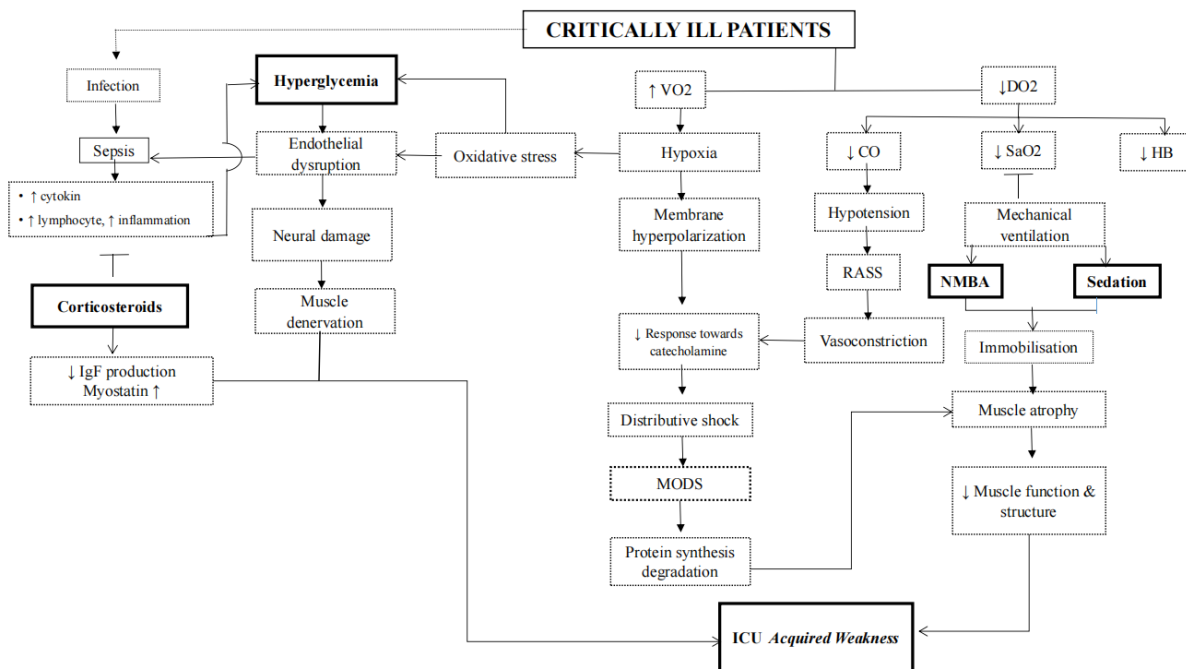 CRITICALLY ILL PATIENTS
Infection
Hyperglycemia
↑ VO2
↓DO2
Sepsis
Endothelial
dysruption
Oxidative stress
Hypoxia
↓ CO
↓ SaO2
↓ HB
• ↑ cytokin
• ↑ lymphocyte, ↑ inflammation
Neural damage
Membrane
hyperpolarization
Hypotension
Mechanical
ventilation
RASS
NMBA
Sedation
Corticosteroids
Muscle
denervation
↓ Response towards
catecholamine
Vasoconstriction
Immobilisation
↓ IgF production
Myostatin ↑
Distributive shock
Muscle atrophy
MODS
↓ Muscle function &
structure
Protein synthesis
degradation
ICU Acquired Weakness